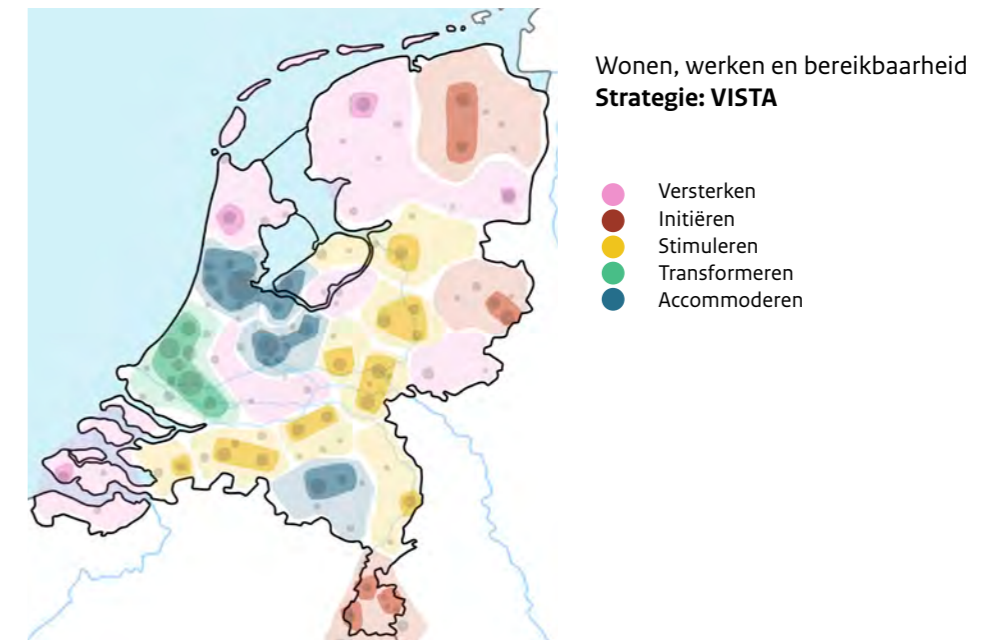 Wonen, werken en bereikbaarheid
Strategie: VISTA
Versterken
Initiëren
Stimuleren
Transformeren
Accommoderen